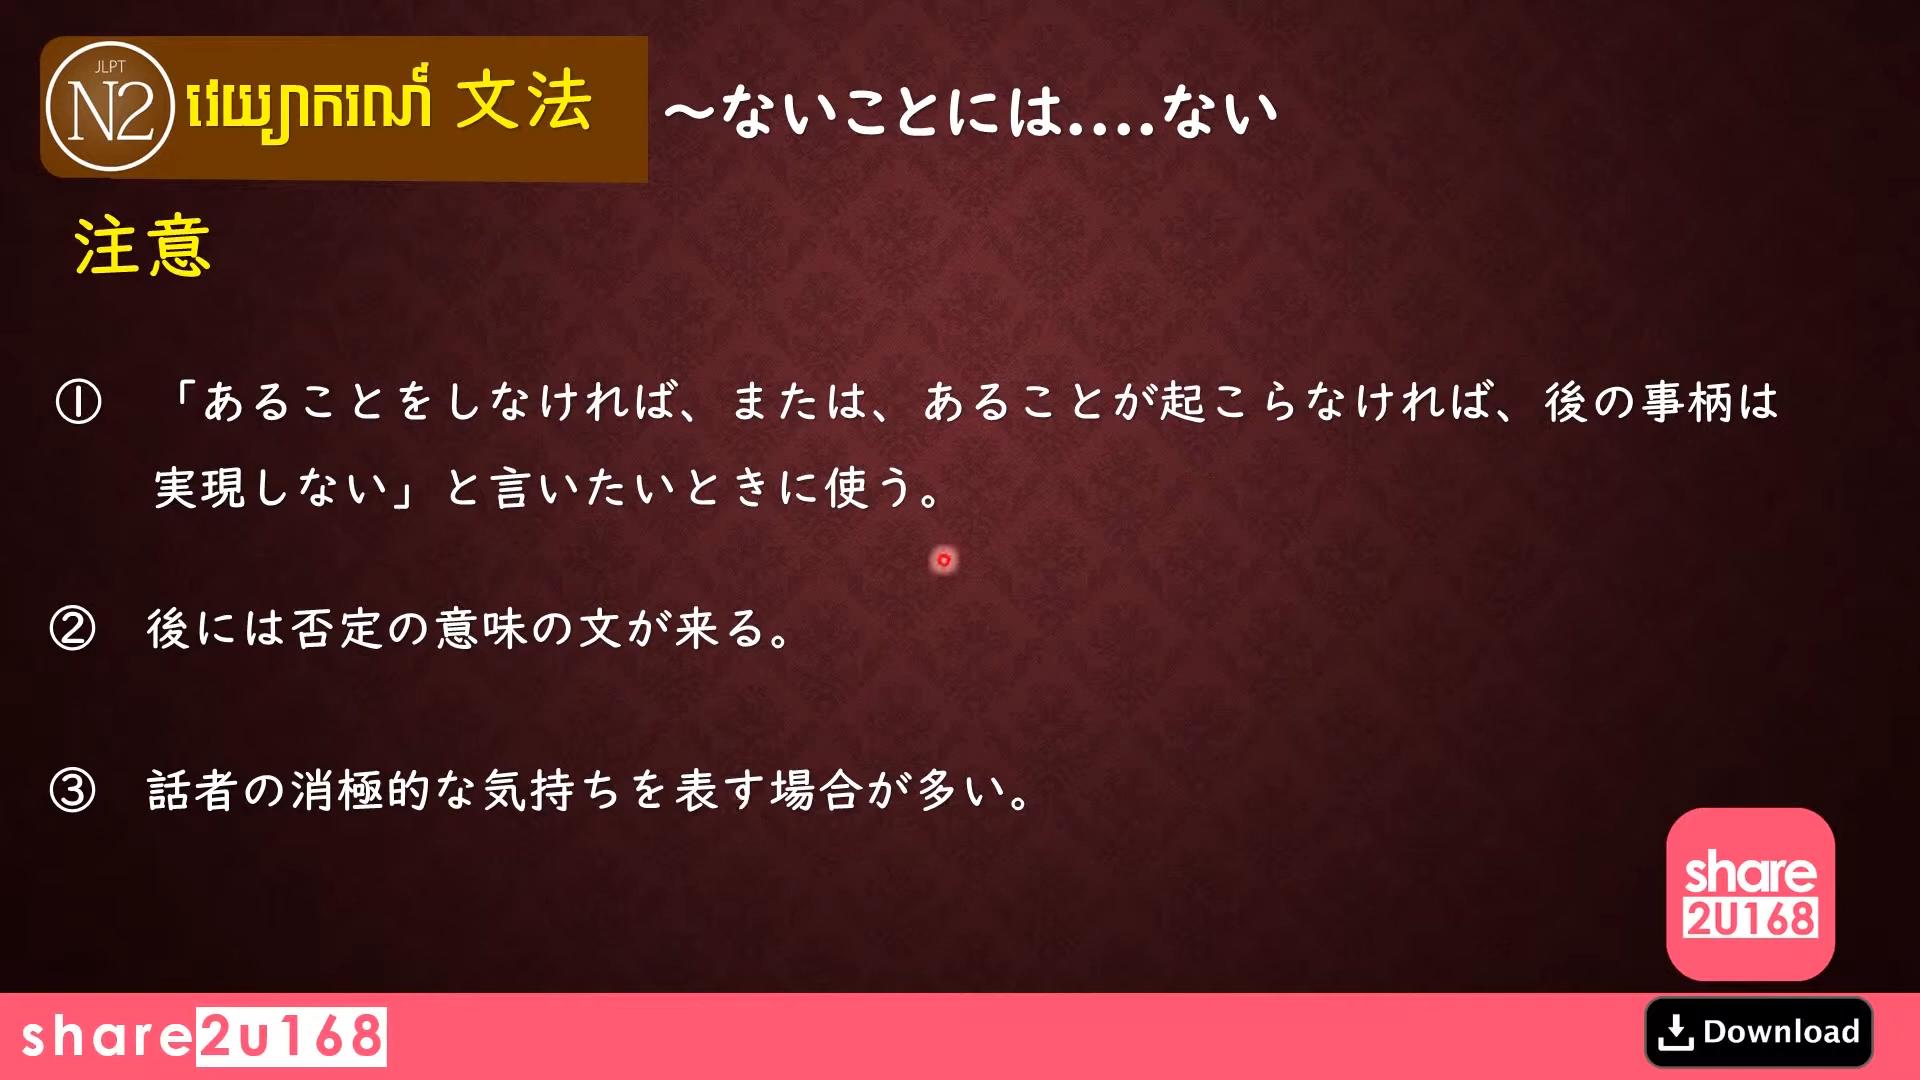 JLPT
N2
វេយ្យាករណ៍ 文法 ～ないことには....ない
注意
① 「あることをしなければ、または、あることが起こらなければ、後の事柄は
実現しない」と言いたいときに使う。
② 後には否定の意味の文が来る。
③ 話者の消極的な気持ちを表す場合が多い。
share
2U168
share2u168
Download